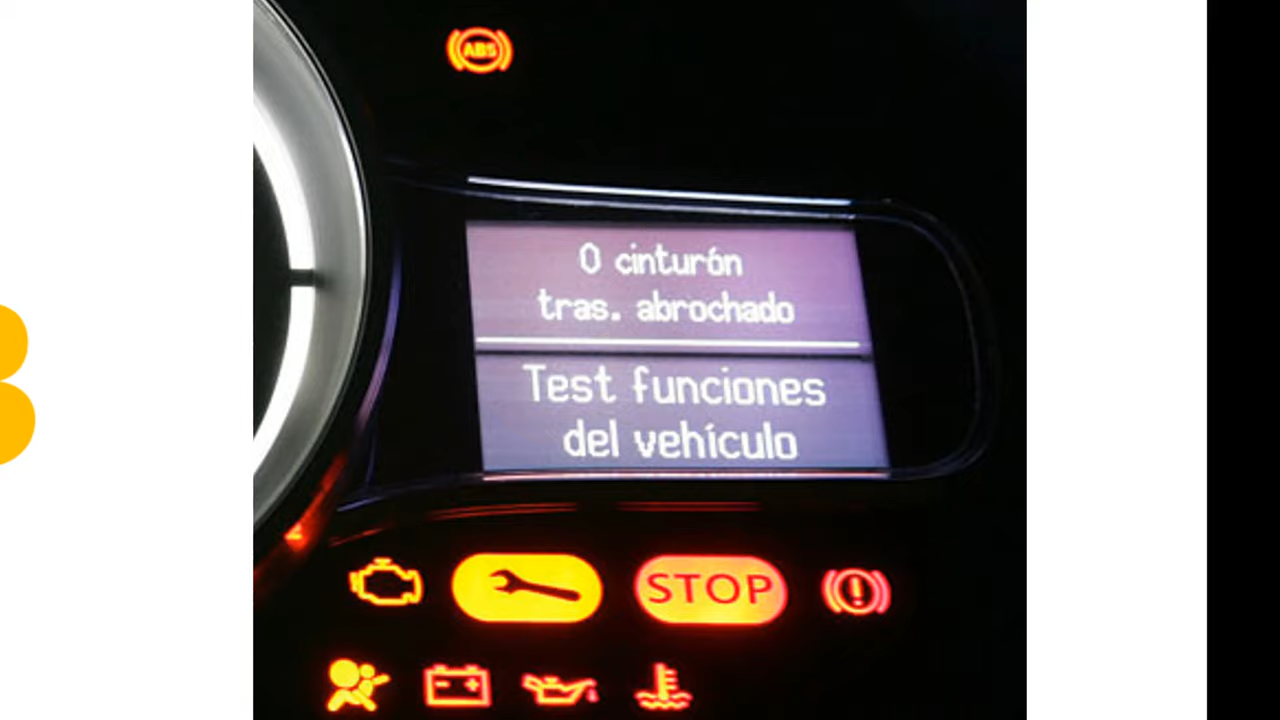 ABS
0 cinturón
tras. abrochado
Test funciones
del vehículo
STOP